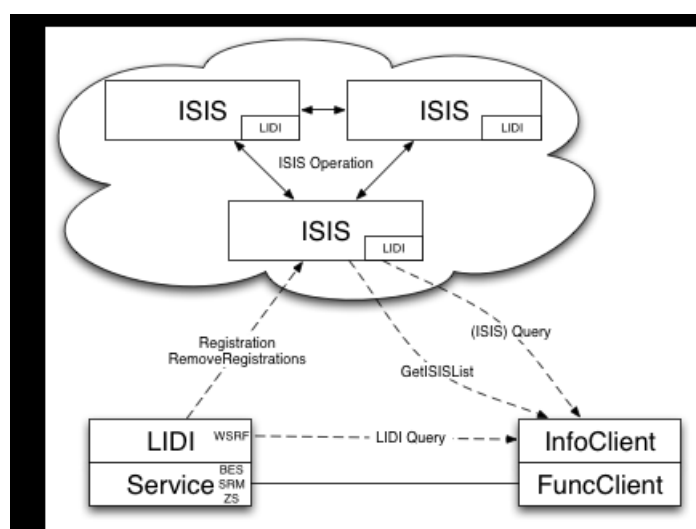 ISIS
LIDI
ISIS
LIDI
ISIS Operation
ISIS
LIDI
(ISIS) Query
Registration
RemoveRegistrations
GetISISList
LIDI
WSRF
LIDI Query
InfoClient
Service
BES
SRM
ZS
FuncClient